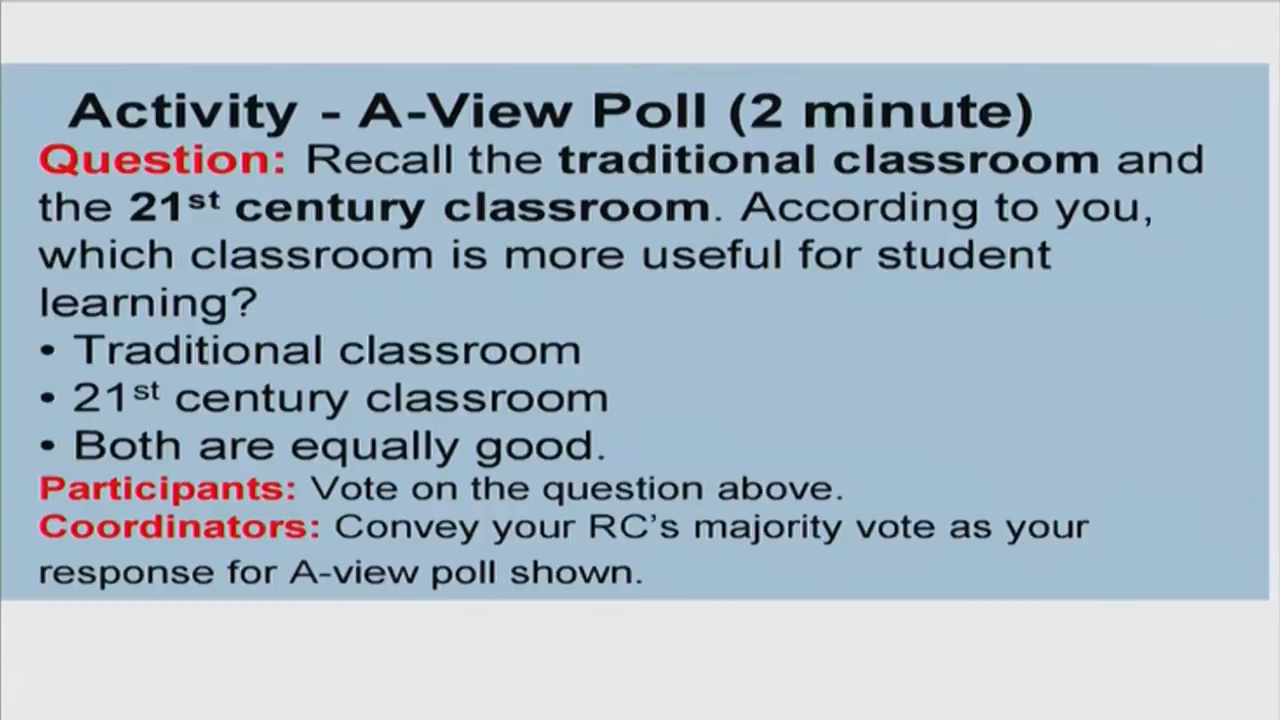 Activity - A-View Poll (2 minute)
Question: Recall the traditional classroom and
the 21st century classroom. According to you,
which classroom is more useful for student
learning?
• Traditional classroom
• 21st century classroom
• Both are equally good.
Participants: Vote on the question above.
Coordinators: Convey your RC’s majority vote as your
response for A-view poll shown.